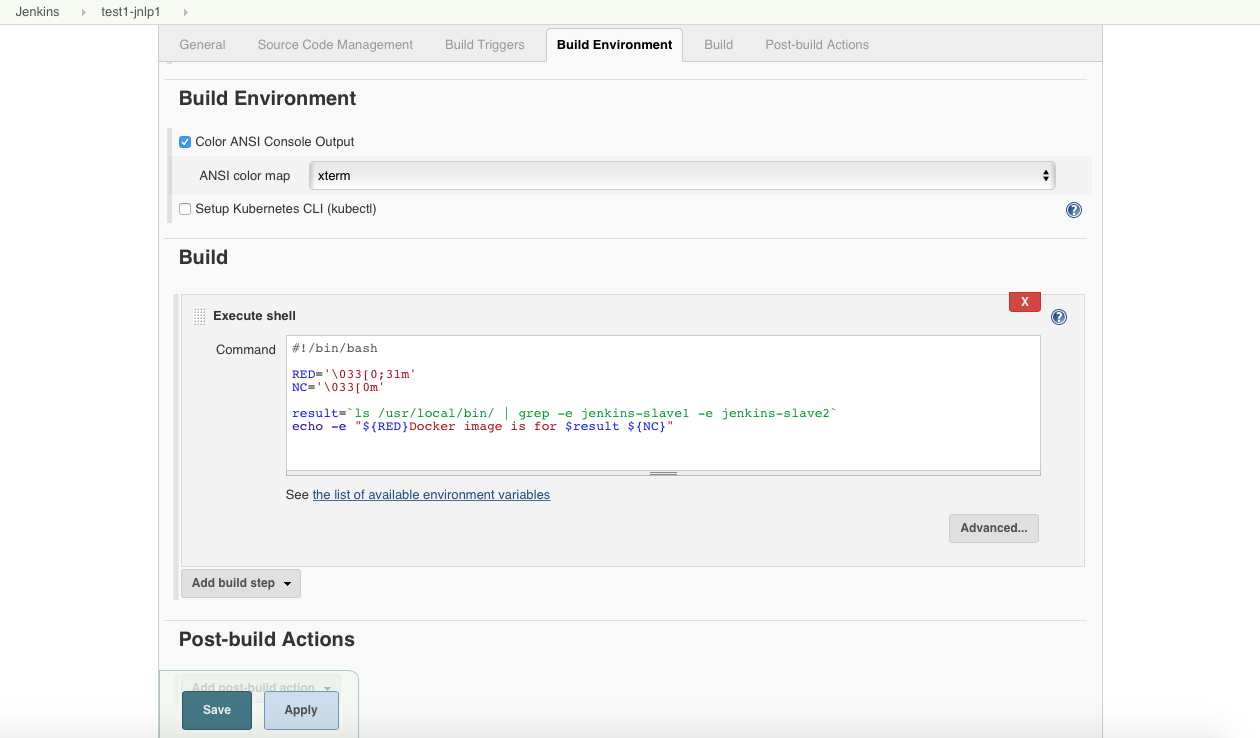 Jenkins test1-jnlp1
General Source Code Management Build Triggers Build Environment Build Post-build Actions
Build Environment
Color ANSI Console Output
ANSI color map xterm
Setup Kubernetes CLI (kubectl)
?
Build
X
Execute shell
?
Command
#!/bin/bash
RED='\033[0;31m'
NC='\033[0m'
result=`ls /usr/local/bin/ | grep -e jenkins-slave1 -e jenkins-slave2`
echo -e "${RED}Docker image is for $result ${NC}"
See the list of available environment variables
Advanced...
Add build step
Post-build Actions
Add post-build action
Save Apply